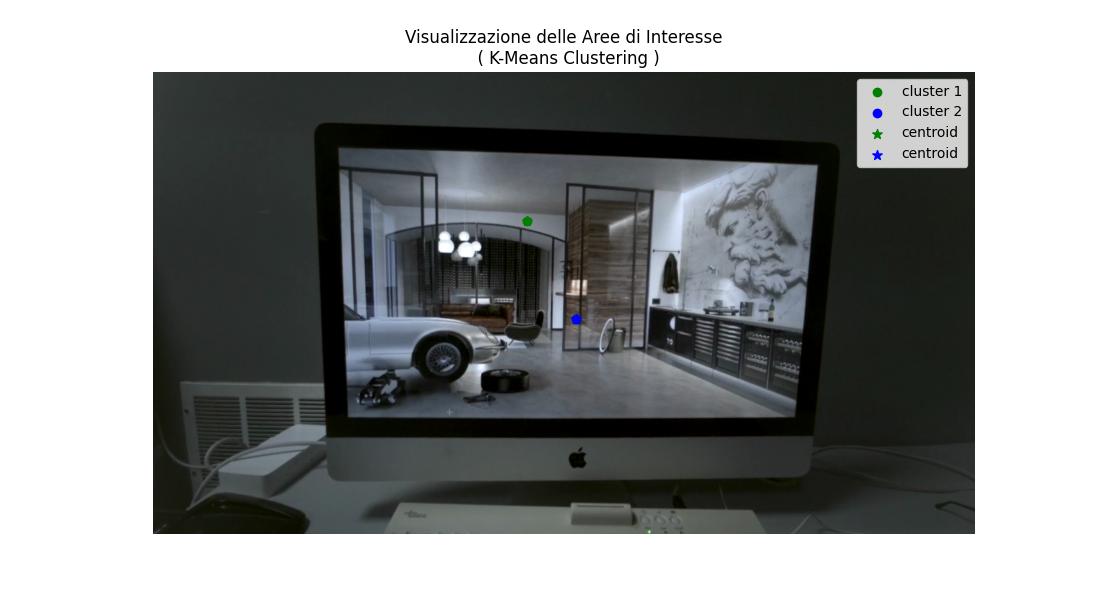 Visualizzazione delle Aree di Interesse
( K-Means Clustering )
cluster 1
cluster 2
centroid
centroid